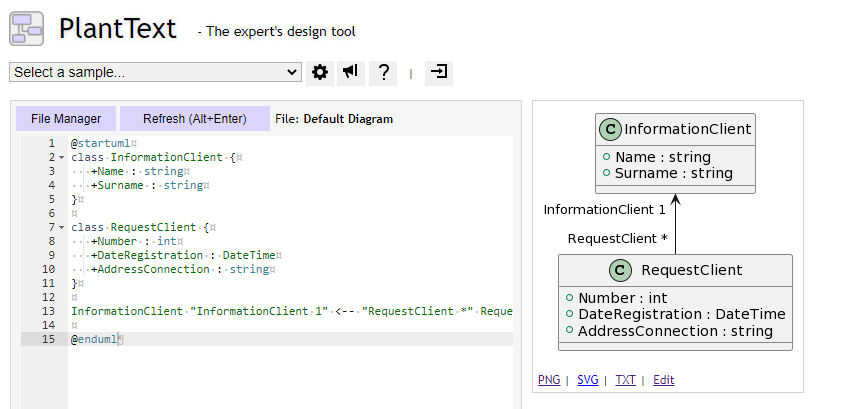 PlantText - The expert's design tool
Select a sample...
? |
File Manager Refresh (Alt+Enter) File: Default Diagram
1 @startuml
2 class InformationClient {
3 +Name : string
4 +Surname : string
5 }
6
7 class RequestClient {
8 +Number : int
9 +DateRegistration : DateTime
10 +AddressConnection : string
11 }
12
13 InformationClient "InformationClient 1" <-- "RequestClient *" Reque
14
15 @enduml
C InformationClient
Name : string
Surname : string
InformationClient 1
RequestClient *
C RequestClient
Number : int
DateRegistration : DateTime
AddressConnection : string
PNG | SVG | TXT | Edit